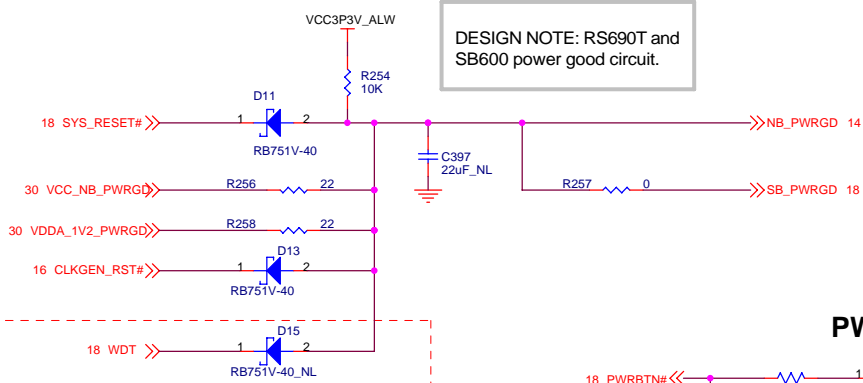 VCC3P3V_ALW
DESIGN NOTE: RS690T and
SB600 power good circuit.
R254
10K
D11
18 SYS_RESET#
1
2
RB751V-40
NB_PWRGD 14
C397
22uF_NL
30 VCC_NB_PWRGD
R256
22
R257
0
SB_PWRGD 18
30 VDDA_1V2_PWRGD
R258
22
D13
16 CLKGEN_RST#
1
2
RB751V-40
D15
18 WDT
1
2
RB751V-40_NL
PW
18 PWRBTN#
1